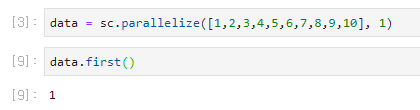 [3]: data = sc.parallelize([1,2,3,4,5,6,7,8,9,10], 1)
[9]: data.first()
[9]: 1